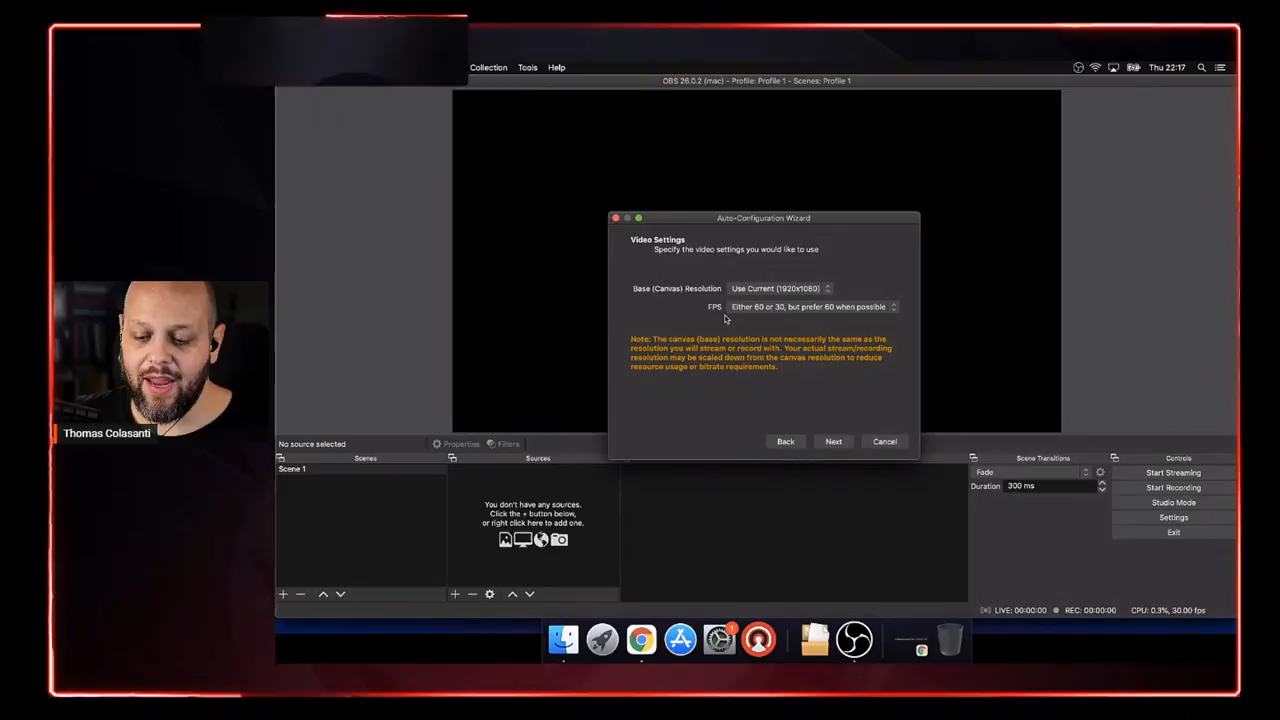 Collection Tools Help
Thu 22:17
OBS 26.0.2 (mac) - Profile: Profile 1 - Scenes: Profile 1
Auto-Configuration Wizard
Video Settings
Specify the video settings you would like to use
Base (Canvas) Resolution Use Current (1920x1080)
FPS Either 60 or 30, but prefer 60 when possible
Note: The canvas (base) resolution is not necessarily the same as the
resolution you will stream or record with. Your actual stream/recording
resolution may be scaled down from the canvas resolution to reduce
resource usage or bitrate requirements.
Back Next Cancel
Thomas Colasanti
No source selected Properties Filters
Scenes Sources Scene Transitions Controls
Scene 1
You don't have any sources.
Click the + button below,
or right click here to add one.
Fade
Duration 300 ms
Start Streaming
Start Recording
Studio Mode
Settings
Exit
LIVE: 00:00:00 REC: 00:00:00 CPU: 0.3%, 30.00 fps
1